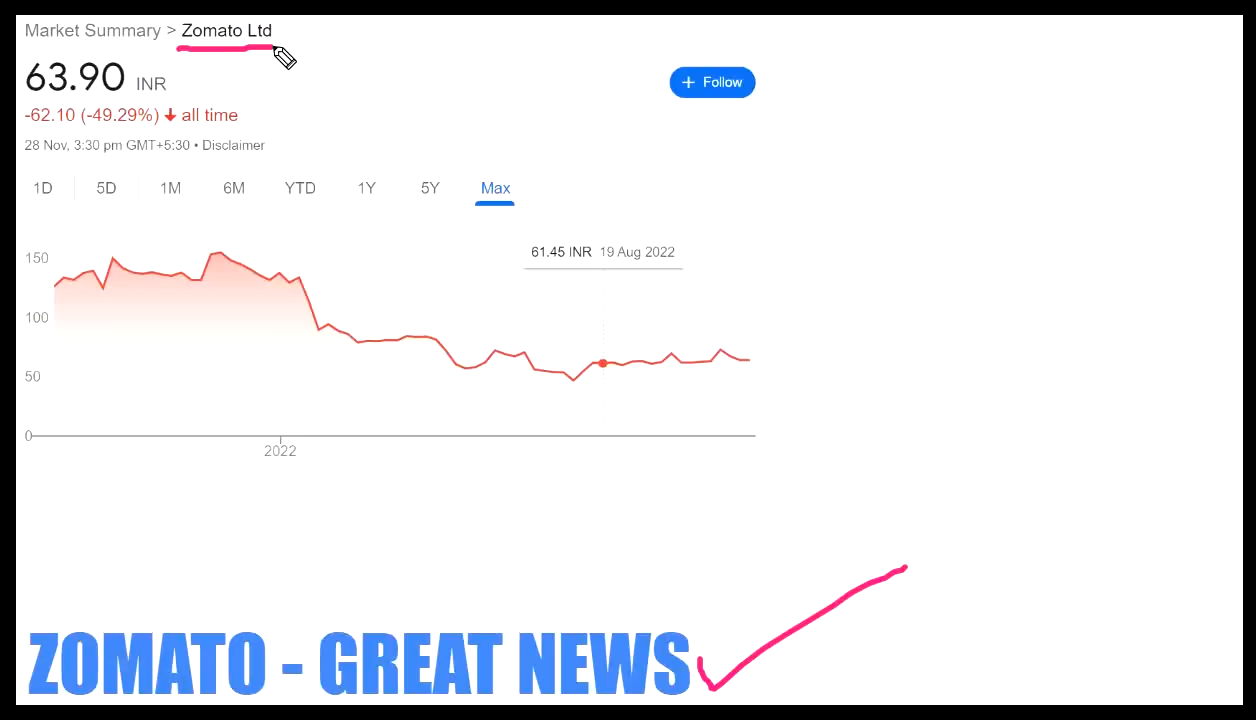 Market Summary > Zomato Ltd
63.90 INR
+ Follow
-62.10 (-49.29%) ↓ all time
28 Nov, 3:30 pm GMT+5:30 • Disclaimer
1D 5D 1M 6M YTD 1Y 5Y Max
61.45 INR 19 Aug 2022
150
100
50
0
2022
ZOMATO - GREAT NEWS